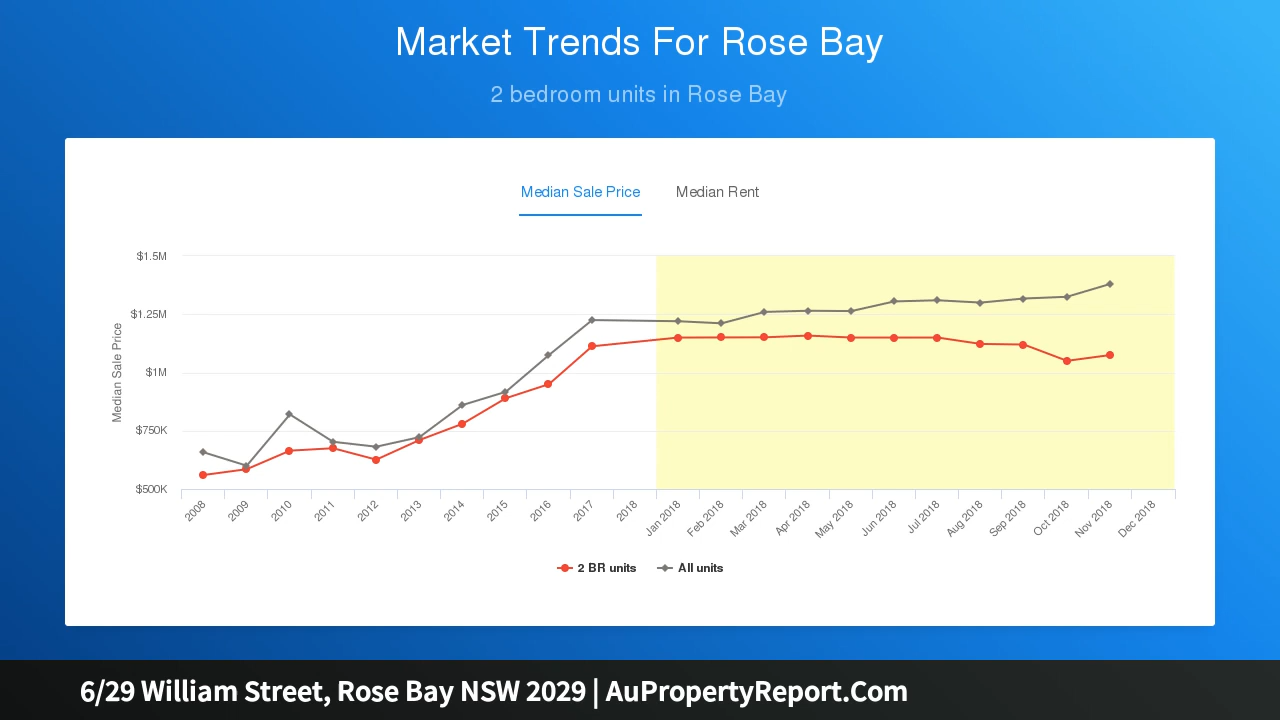 Market Trends For Rose Bay
2 bedroom units in Rose Bay
Median Sale Price Median Rent
$1.5M
$1.25M
$1M
$750K
$500K
Median Sale Price
2008 2009 2010 2011 2012 2013 2014 2015 2016 2017 2018 Jan 2018 Feb 2018 Mar 2018 Apr 2018 May 2018 Jun 2018 Jul 2018 Aug 2018 Sep 2018 Oct 2018 Nov 2018 Dec 2018
2 BR units All units
6/29 William Street, Rose Bay NSW 2029 | AuPropertyReport.Com